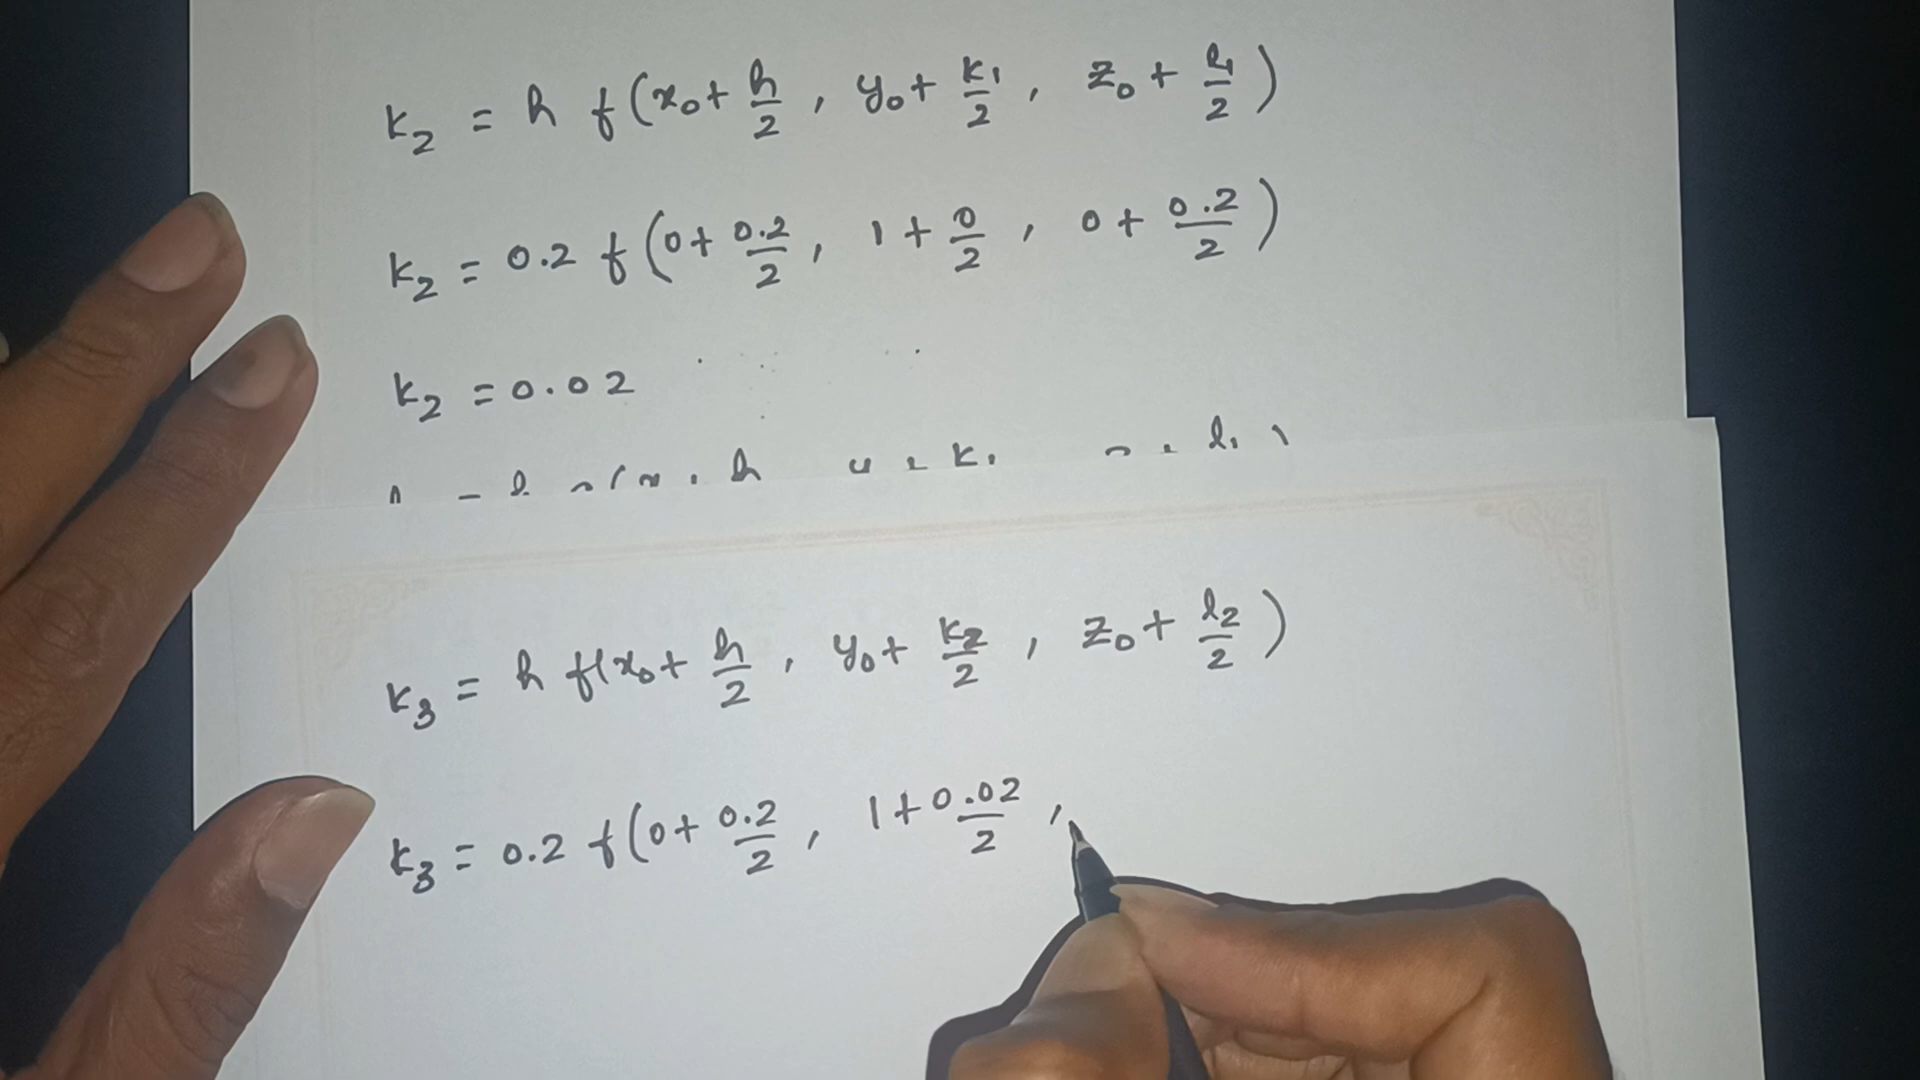 k₂ = h f(x₀ + h/2 , y₀ + k₁/2 , z₀ + l₁/2)
k₂ = 0.2 f(0 + 0.2/2 , 1 + 0/2 , 0 + 0.2/2)
k₂ = 0.02
k₃ = h f(x₀ + h/2 , y₀ + k₂/2 , z₀ + l₂/2)
k₃ = 0.2 f(0 + 0.2/2 , 1 + 0.02/2 ,